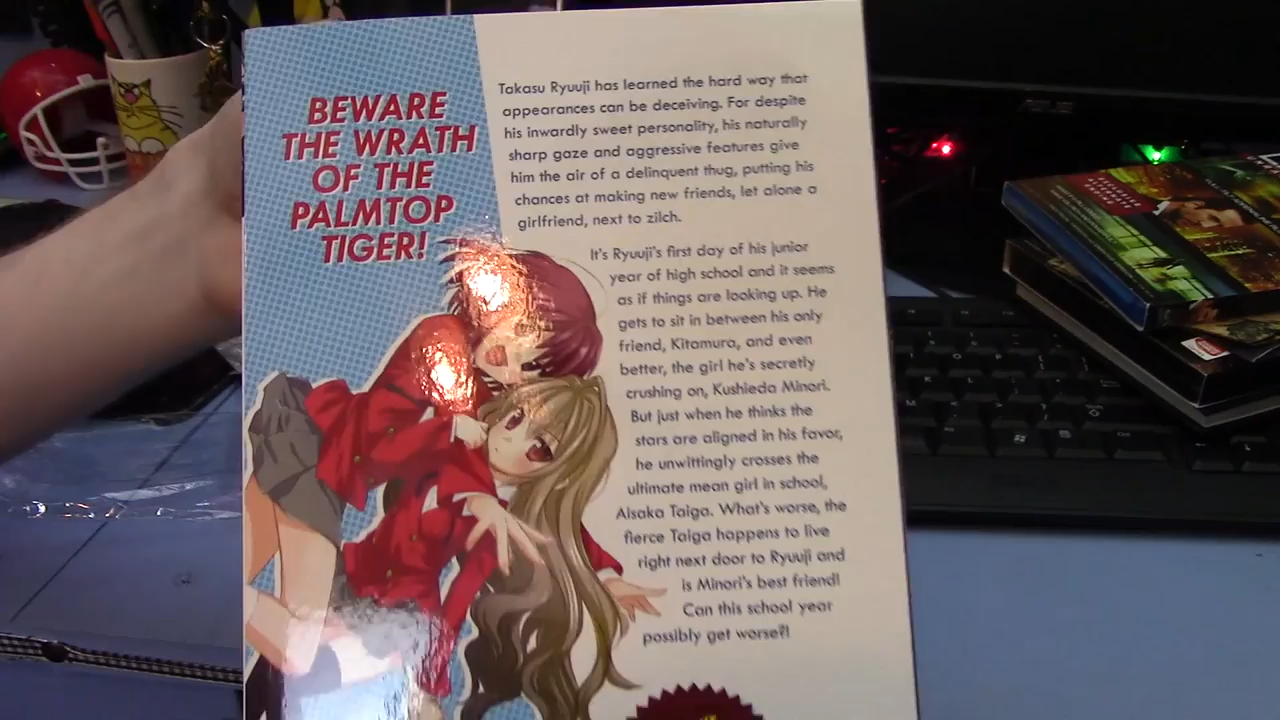 BEWARE
THE WRATH
OF THE
PALMTOP
TIGER!
Takasu Ryuuji has learned the hard way that
appearances can be deceiving. For despite
his inwardly sweet personality, his naturally
sharp gaze and aggressive features give
him the air of a delinquent thug, putting his
chances at making new friends, let alone a
girlfriend, next to zilch.
It's Ryuuji's first day of his junior
year of high school and it seems
as if things are looking up. He
gets to sit in between his only
friend, Kitamura, and even
better, the girl he's secretly
crushing on, Kushieda Minori.
But just when he thinks the
stars are aligned in his favor,
he unwittingly crosses the
ultimate mean girl in school,
Aisaka Taiga. What's worse, the
fierce Taiga happens to live
right next door to Ryuuji and
is Minori's best friend!
Can this school year
possibly get worse?!